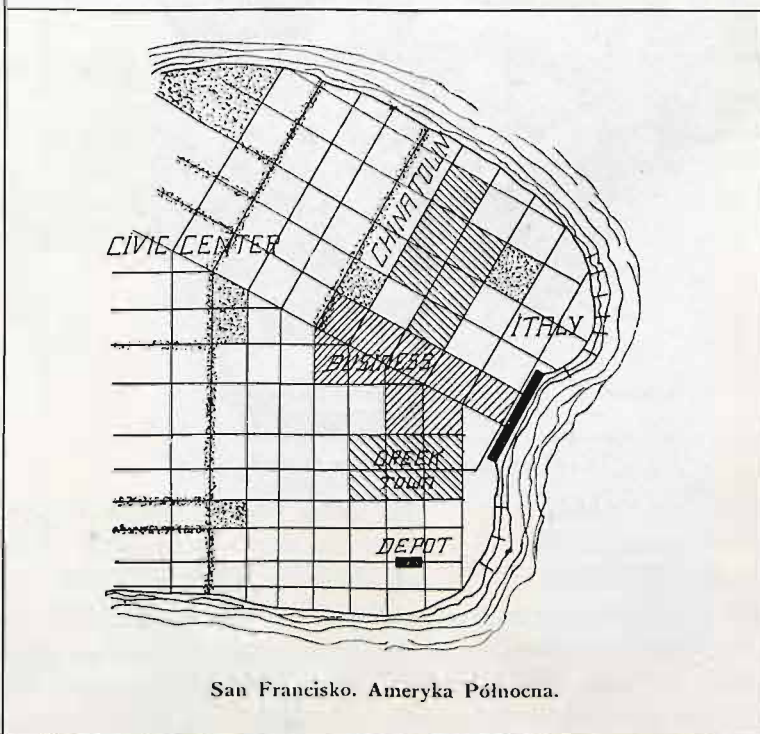 CHINATOWN
CIVIC CENTER
ITALY
BUSINESS
GREEK
TOWN
DEPOT
San Francisko. Ameryka Północna.